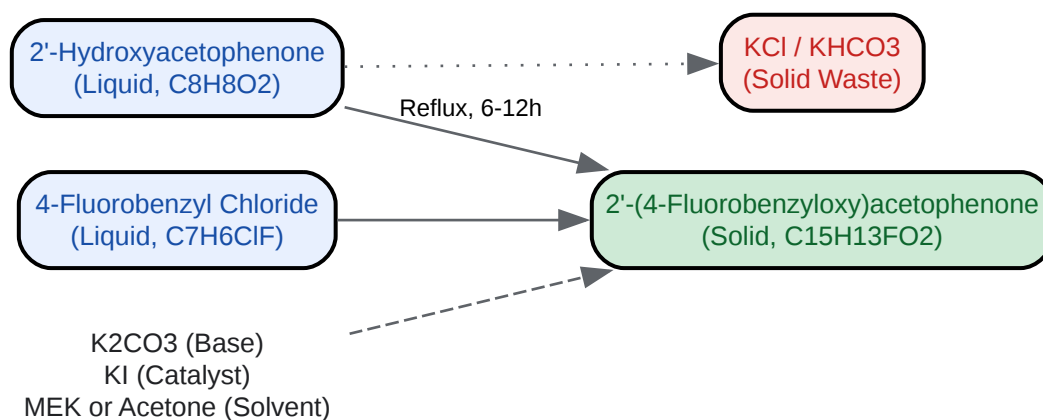 2'-Hydroxyacetophenone
(Liquid, C8H8O2)
KCl / KHCO3
(Solid Waste)
Reflux, 6-12h
4-Fluorobenzyl Chloride
(Liquid, C7H6ClF)
2'-(4-Fluorobenzyloxy)acetophenone
(Solid, C15H13FO2)
K2CO3 (Base)
KI (Catalyst)
MEK or Acetone (Solvent)